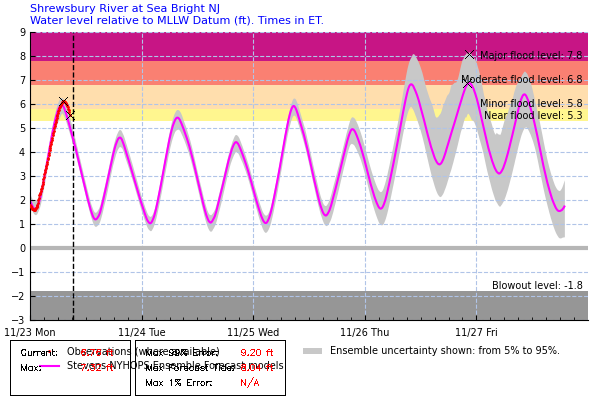 Shrewsbury River at Sea Bright NJ
Water level relative to MLLW Datum (ft). Times in ET.
9
8
7
6
5
4
3
2
1
0
−1
−2
−3
Major flood level: 7.8
Moderate flood level: 6.8
Minor flood level: 5.8
Near flood level: 5.3
Blowout level: -1.8
11/23 Mon
11/24 Tue
11/25 Wed
11/26 Thu
11/27 Fri
Observations (where available)
Stevens NYHOPS Ensemble Forecast models
Ensemble uncertainty shown: from 5% to 95%.
Current:
Max:
Max 99% Error: 9.20 ft
Max Forecast Tide:
Max 1% Error: N/A